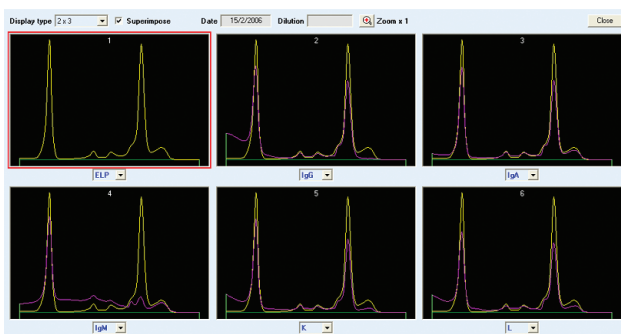 Display type 2 x 3 Superimpose Date 15/2/2006 Dilution Zoom x 1 Close
1 2 3
ELP IgG IgA
4 5 6
IgM K L